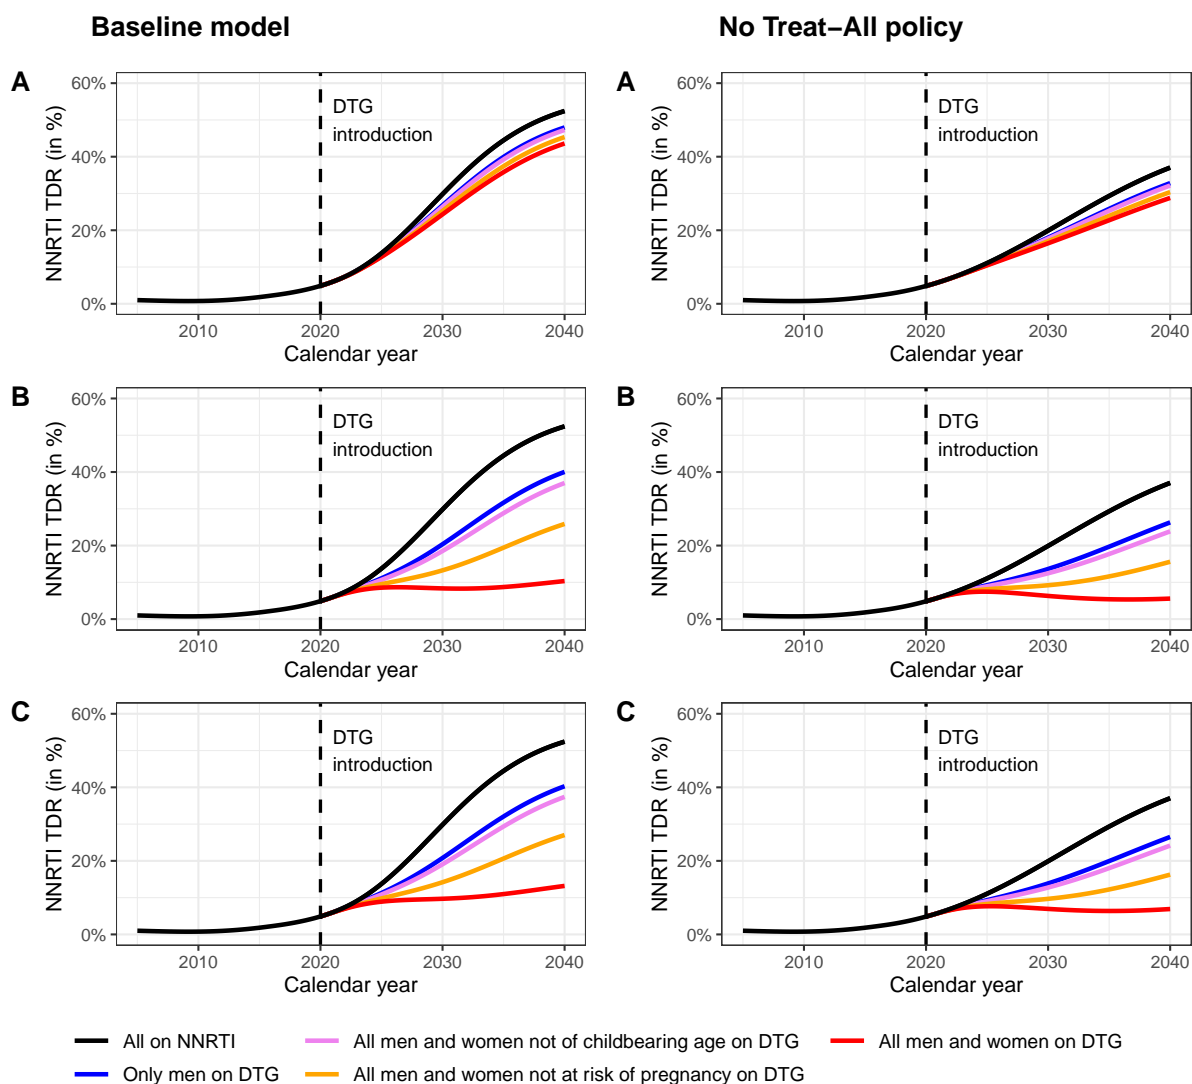 Baseline model
No Treat−All policy
A
NNRTI TDR (in %)
60%
40%
20%
0%
DTG
introduction
2010
2020
2030
2040
Calendar year
A
NNRTI TDR (in %)
60%
40%
20%
0%
DTG
introduction
2010
2020
2030
2040
Calendar year
B
NNRTI TDR (in %)
60%
40%
20%
0%
DTG
introduction
2010
2020
2030
2040
Calendar year
B
NNRTI TDR (in %)
60%
40%
20%
0%
DTG
introduction
2010
2020
2030
2040
Calendar year
C
NNRTI TDR (in %)
60%
40%
20%
0%
DTG
introduction
2010
2020
2030
2040
Calendar year
C
NNRTI TDR (in %)
60%
40%
20%
0%
DTG
introduction
2010
2020
2030
2040
Calendar year
All on NNRTI
All men and women not of childbearing age on DTG
All men and women on DTG
Only men on DTG
All men and women not at risk of pregnancy on DTG